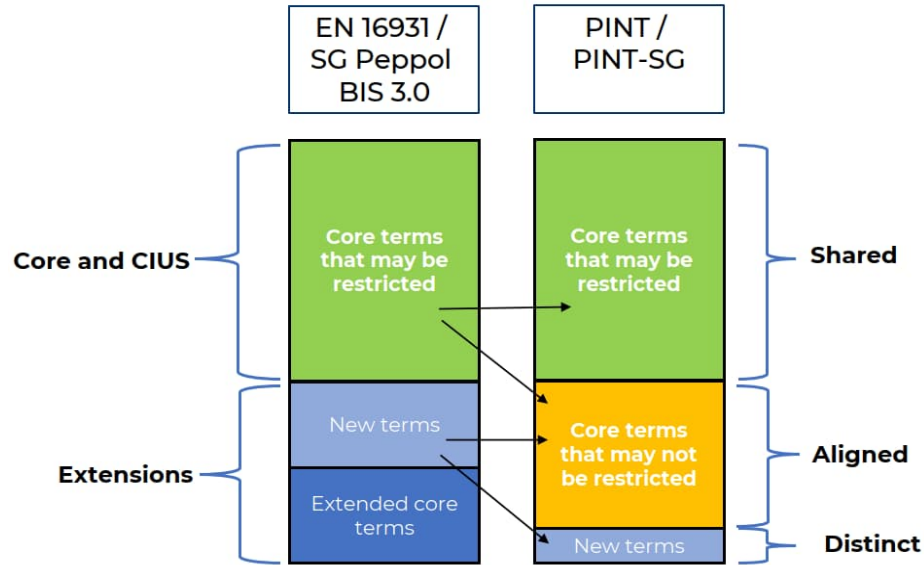 EN 16931 /
SG Peppol
BIS 3.0
PINT /
PINT-SG
Core and CIUS
Core terms
that may be
restricted
Core terms
that may be
restricted
Shared
Extensions
New terms
Extended core
terms
Core terms
that may not
be restricted
Aligned
New terms
Distinct